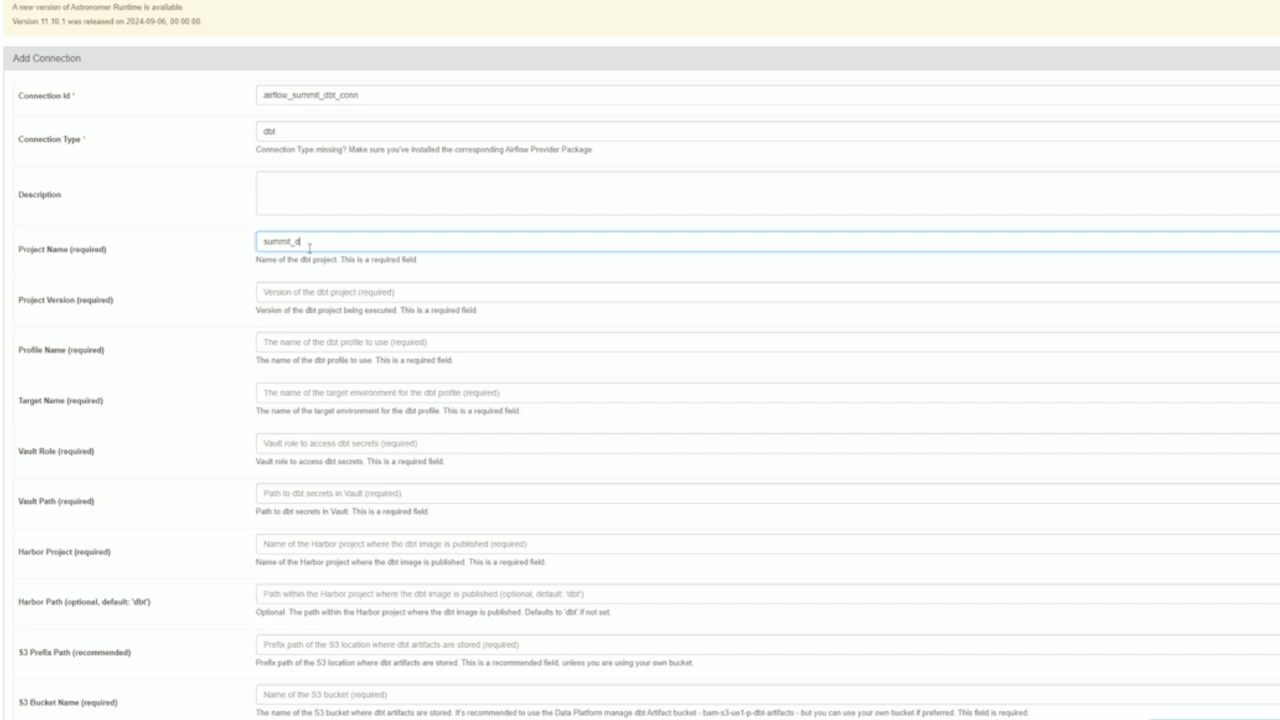 A new version of Astronomer Runtime is available.
Version 11.10.1 was released on 2024-09-06, 00:00:00.
Add Connection
Connection Id *
airflow_summit_dbt_conn
Connection Type *
dbt
Connection Type missing? Make sure you've installed the corresponding Airflow Provider Package.
Description
Project Name (required)
summit_d
Name of the dbt project. This is a required field.
Project Version (required)
Version of the dbt project (required)
Version of the dbt project being executed. This is a required field.
Profile Name (required)
The name of the dbt profile to use (required)
The name of the dbt profile to use. This is a required field.
Target Name (required)
The name of the target environment for the dbt profile (required)
The name of the target environment for the dbt profile. This is a required field.
Vault Role (required)
Vault role to access dbt secrets (required)
Vault role to access dbt secrets. This is a required field.
Vault Path (required)
Path to dbt secrets in Vault (required)
Path to dbt secrets in Vault. This is a required field.
Harbor Project (required)
Name of the Harbor project where the dbt image is published (required)
Name of the Harbor project where the dbt image is published. This is a required field.
Harbor Path (optional, default: 'dbt')
Path within the Harbor project where the dbt image is published (optional, default: 'dbt')
Optional. The path within the Harbor project where the dbt image is published. Defaults to 'dbt' if not set.
S3 Prefix Path (recommended)
Prefix path of the S3 location where dbt artifacts are stored (required)
Prefix path of the S3 location where dbt artifacts are stored. This is a recommended field, unless you are using your own bucket.
S3 Bucket Name (required)
Name of the S3 bucket (required)
The name of the S3 bucket where dbt artifacts are stored. It's recommended to use the Data Platform manage dbt Artifact bucket - bam-s3-ue1-p-dbt-artifacts - but you can use your own bucket if preferred. This field is required.